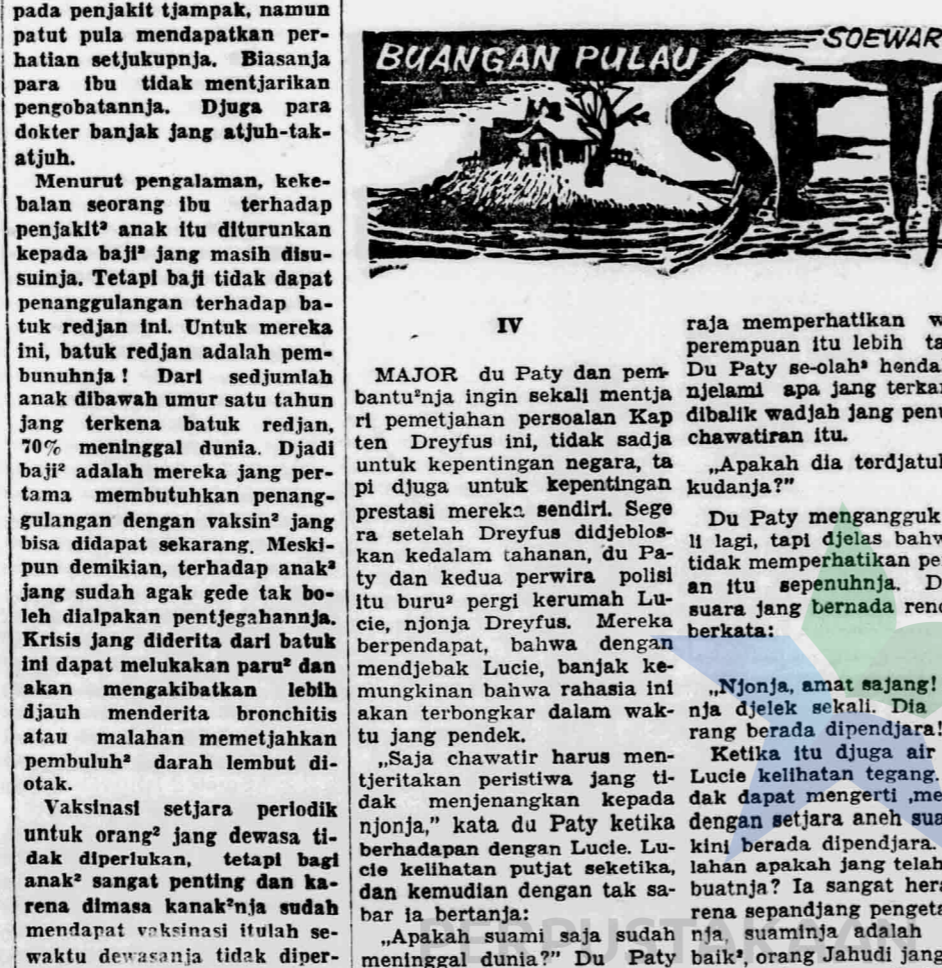 pada penjakit tjampak, namun
patut pula mendapatkan per-
hatian setjukupnja. Biasanja
para ibu tidak mentjarikan
pengobatannja. Djuga para
dokter banjak jang atjuh-tak-
atjuh.
Menurut pengalaman, keke-
balan seorang ibu terhadap
penjakit² anak itu diturunkan
kepada baji² jang masih disu-
suinja. Tetapi baji tidak dapat
penanggulangan terhadap ba-
tuk redjan ini. Untuk mereka
ini, batuk redjan adalah pem-
bunuhnja! Dari sedjumlah
anak dibawah umur satu tahun
jang terkena batuk redjan,
70% meninggal dunia. Djadi
baji² adalah mereka jang per-
tama membutuhkan penang-
gulangan dengan vaksin² jang
bisa didapat sekarang. Meski-
pun demikian, terhadap anak²
jang sudah agak gede tak bo-
leh dialpakan pentjegahannja.
Krisis jang diderita dari batuk
ini dapat melukakan paru² dan
akan mengakibatkan lebih
djauh menderita bronchitis
atau malahan memetjahkan
pembuluh² darah lembut di-
otak.
Vaksinasi setjara periodik
untuk orang² jang dewasa ti-
dak diperlukan, tetapi bagi
anak² sangat penting dan ka-
rena dimasa kanak²nja sudah
mendapat vaksinasi itulah se-
waktu dewasanja tidak diper-
BUANGAN PULAU
SOEWAR
SET
IV
MAJOR du Paty dan pem-
bantu²nja ingin sekali mentja
ri pemetjahan persoalan Kap
ten Dreyfus ini, tidak sadja
untuk kepentingan negara, ta
pi djuga untuk kepentingan
prestasi mereka sendiri. Sege
ra setelah Dreyfus didjeblos-
kan kedalam tahanan, du Pa-
ty dan kedua perwira polisi
itu buru² pergi kerumah Lu-
cie, njonja Dreyfus. Mereka
berpendapat, bahwa dengan
mendjebak Lucie, banjak ke-
mungkinan bahwa rahasia ini
akan terbongkar dalam wak-
tu jang pendek.
„Saja chawatir harus men-
tjeritakan peristiwa jang ti-
dak menjenangkan kepada
njonja,” kata du Paty ketika
berhadapan dengan Lucie. Lu-
cie kelihatan putjat seketika,
dan kemudian dengan tak sa-
bar ia bertanja:
„Apakah suami saja sudah
meninggal dunia?” Du Paty
raja memperhatikan w
perempuan itu lebih ta
Du Paty se-olah² henda
njelami apa jang terka
dibalik wadjah jang pen
chawatiran itu.
„Apakah dia terdjatul
kudanja?”
Du Paty mengangguk
li lagi, tapi djelas bahw
tidak memperhatikan pe
an itu sepenuhnja. D
suara jang bernada rend
berkata:
„Njonja, amat sajang!
nja djelek sekali. Dia
rang berada dipendjara!
Ketika itu djuga air
Lucie kelihatan tegang.
dak dapat mengerti ,me
dengan setjara aneh sua
kini berada dipendjara.
lahan apakah jang telah
buatnja? Ia sangat hera
rena sepandjang pengeta
nja, suaminja adalah
baik², orang Jahudi jang
PERPUSTAKAAN